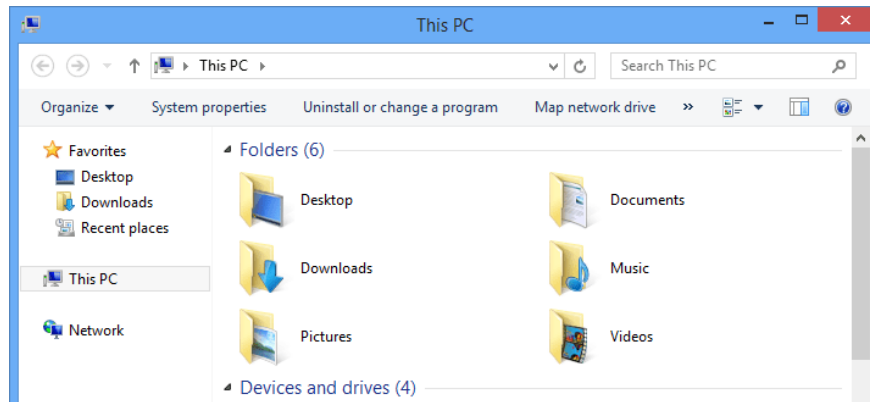 This PC
This PC
Search This PC
Organize System properties Uninstall or change a program Map network drive »
Favorites
Desktop
Downloads
Recent places
This PC
Network
Folders (6)
Desktop Documents
Downloads Music
Pictures Videos
Devices and drives (4)